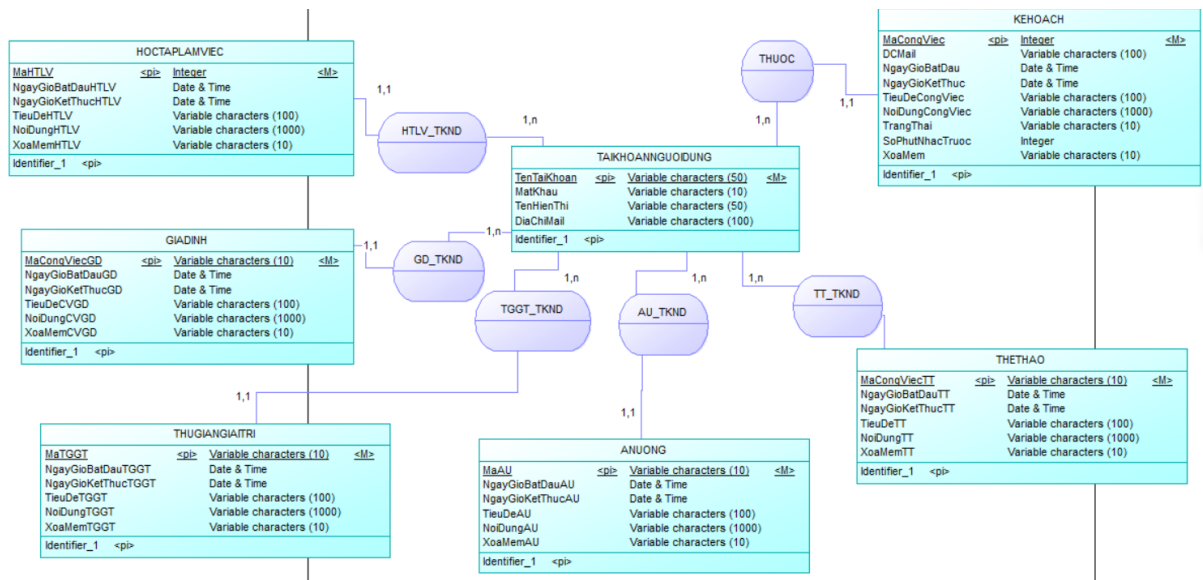 HOCTAPLAMVIEC
MaHTLV <pi> Integer <M>
NgayGioBatDauHTLV Date & Time
NgayGioKetThucHTLV Date & Time
TieuDeHTLV Variable characters (100)
NoiDungHTLV Variable characters (1000)
XoaMemHTLV Variable characters (10)
Identifier_1 <pi>
1,1
HTLV_TKND
1,n
THUOC
1,n
1,1
KEHOACH
MaCongViec <pi> Integer <M>
DCMail Variable characters (100)
NgayGioBatDau Date & Time
NgayGioKetThuc Date & Time
TieuDeCongViec Variable characters (100)
NoiDungCongViec Variable characters (1000)
TrangThai Variable characters (10)
SoPhutNhacTruoc Integer
XoaMem Variable characters (10)
Identifier_1 <pi>
TAIKHOANNGUOIDUNG
TenTaiKhoan <pi> Variable characters (50) <M>
MatKhau Variable characters (10)
TenHienThi Variable characters (50)
DiaChiMail Variable characters (100)
Identifier_1 <pi>
GIADINH
MaCongViecGD <pi> Variable characters (10) <M>
NgayGioBatDauGD Date & Time
NgayGioKetThucGD Date & Time
TieuDeCVGD Variable characters (100)
NoiDungCVGD Variable characters (1000)
XoaMemCVGD Variable characters (10)
Identifier_1 <pi>
1,1
GD_TKND
1,n
1,n
TGGT_TKND
1,1
1,n
AU_TKND
1,1
1,n
TT_TKND
THETHAO
MaCongViecTT <pi> Variable characters (10) <M>
NgayGioBatDauTT Date & Time
NgayGioKetThucTT Date & Time
TieuDeTT Variable characters (100)
NoiDungTT Variable characters (1000)
XoaMemTT Variable characters (10)
Identifier_1 <pi>
THUGIANGIAITRI
MaTGGT <pi> Variable characters (10) <M>
NgayGioBatDauTGGT Date & Time
NgayGioKetThucTGGT Date & Time
TieuDeTGGT Variable characters (100)
NoiDungTGGT Variable characters (1000)
XoaMemTGGT Variable characters (10)
Identifier_1 <pi>
ANUONG
MaAU <pi> Variable characters (10) <M>
NgayGioBatDauAU Date & Time
NgayGioKetThucAU Date & Time
TieuDeAU Variable characters (100)
NoiDungAU Variable characters (1000)
XoaMemAU Variable characters (10)
Identifier_1 <pi>